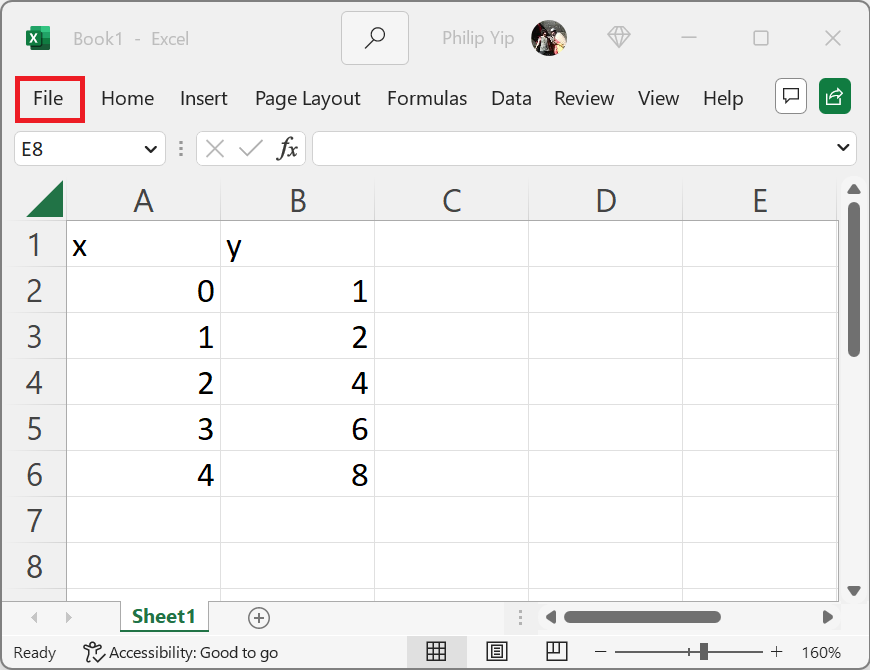 Book1 - Excel Philip Yip
File Home Insert Page Layout Formulas Data Review View Help
E8 fx
A B C D E
1 x y
2 0 1
3 1 2
4 2 4
5 3 6
6 4 8
7
8
Sheet1
Ready Accessibility: Good to go 160%